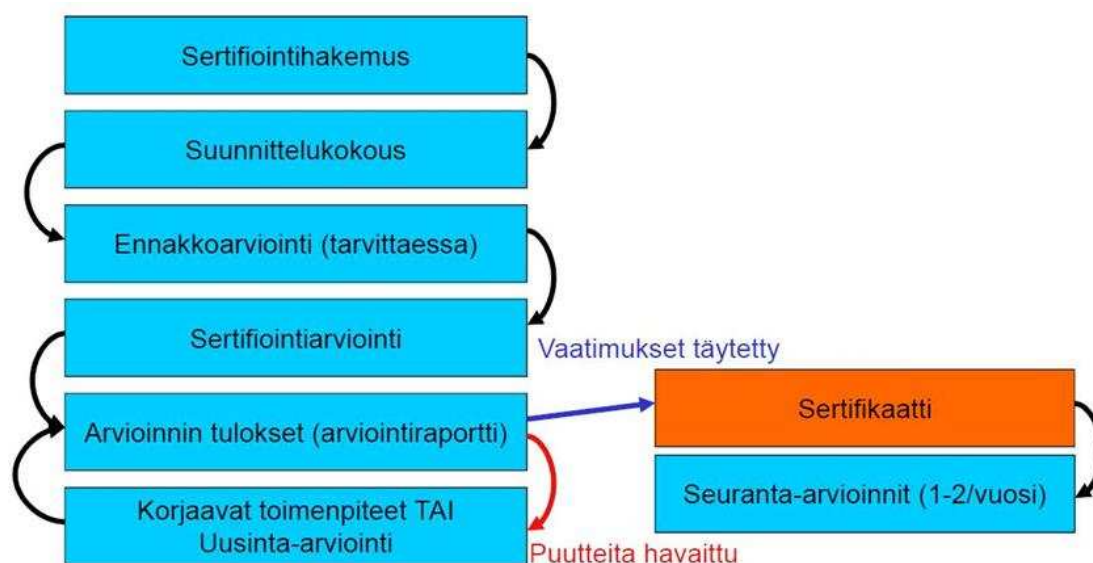 Sertifiointihakemus
Suunnittelukokous
Ennakkoarviointi (tarvittaessa)
Sertifiointiarviointi
Vaatimukset täytetty
Sertifikaatti
Arvioinnin tulokset (arviointiraportti)
Seuranta-arvioinnit (1-2/vuosi)
Korjaavat toimenpiteet TAI
Uusinta-arviointi
Puutteita havaittu